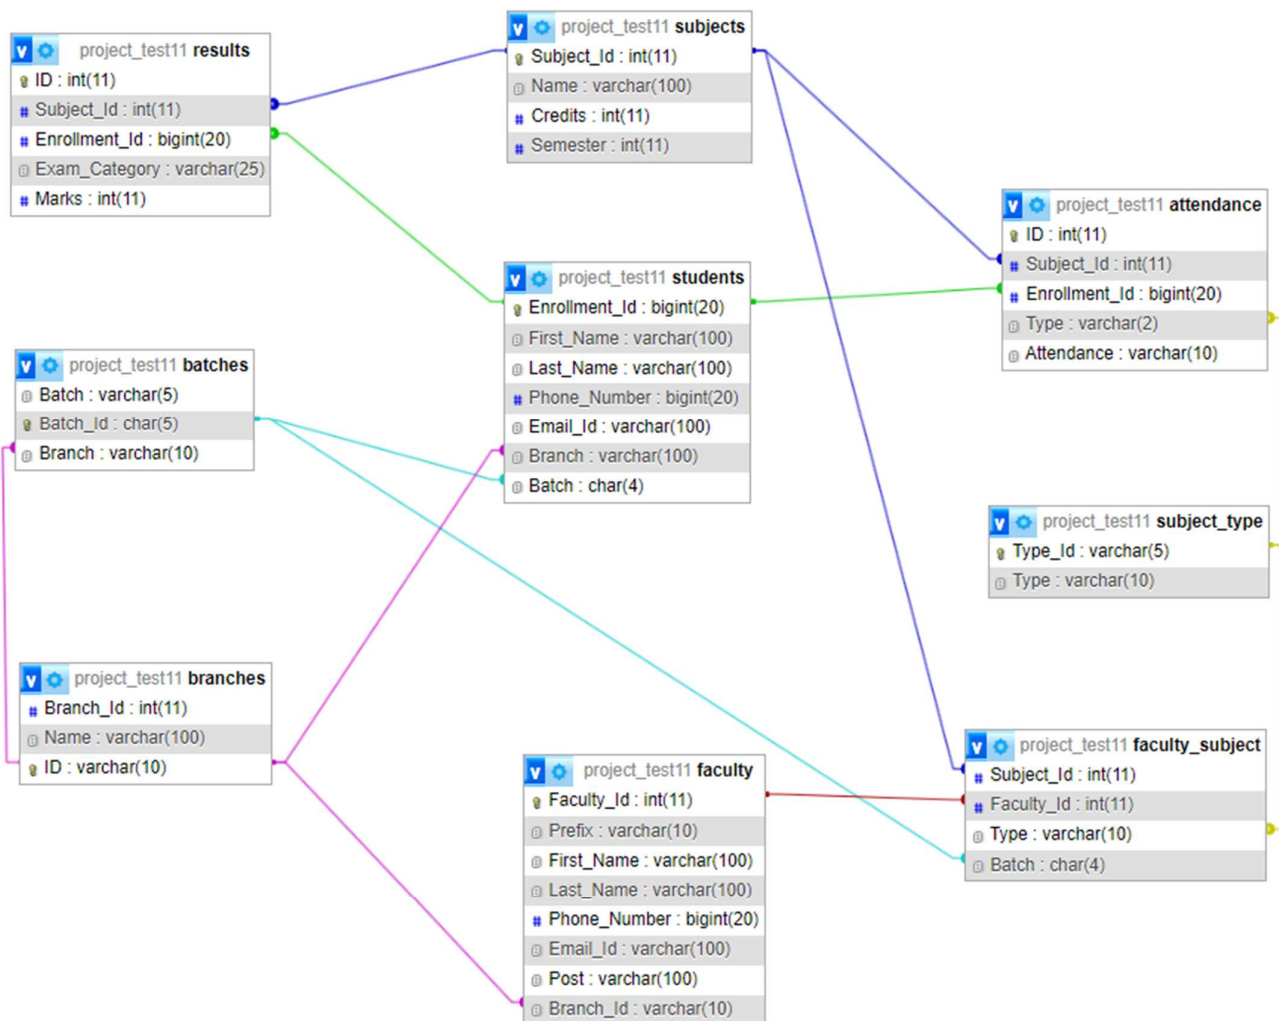 project_test11 results
ID : int(11)
Subject_Id : int(11)
Enrollment_Id : bigint(20)
Exam_Category : varchar(25)
Marks : int(11)
project_test11 subjects
Subject_Id : int(11)
Name : varchar(100)
Credits : int(11)
Semester : int(11)
project_test11 attendance
ID : int(11)
Subject_Id : int(11)
Enrollment_Id : bigint(20)
Type : varchar(2)
Attendance : varchar(10)
project_test11 students
Enrollment_Id : bigint(20)
First_Name : varchar(100)
Last_Name : varchar(100)
Phone_Number : bigint(20)
Email_Id : varchar(100)
Branch : varchar(100)
Batch : char(4)
project_test11 batches
Batch : varchar(5)
Batch_Id : char(5)
Branch : varchar(10)
project_test11 subject_type
Type_Id : varchar(5)
Type : varchar(10)
project_test11 branches
Branch_Id : int(11)
Name : varchar(100)
ID : varchar(10)
project_test11 faculty
Faculty_Id : int(11)
Prefix : varchar(10)
First_Name : varchar(100)
Last_Name : varchar(100)
Phone_Number : bigint(20)
Email_Id : varchar(100)
Post : varchar(100)
Branch_Id : varchar(10)
project_test11 faculty_subject
Subject_Id : int(11)
Faculty_Id : int(11)
Type : varchar(10)
Batch : char(4)